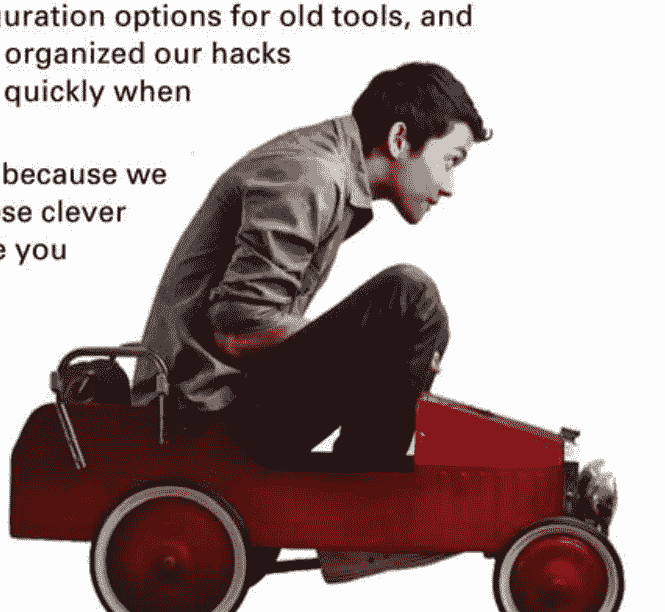 uration options for old tools, and
organized our hacks
quickly when
because we
se clever
you